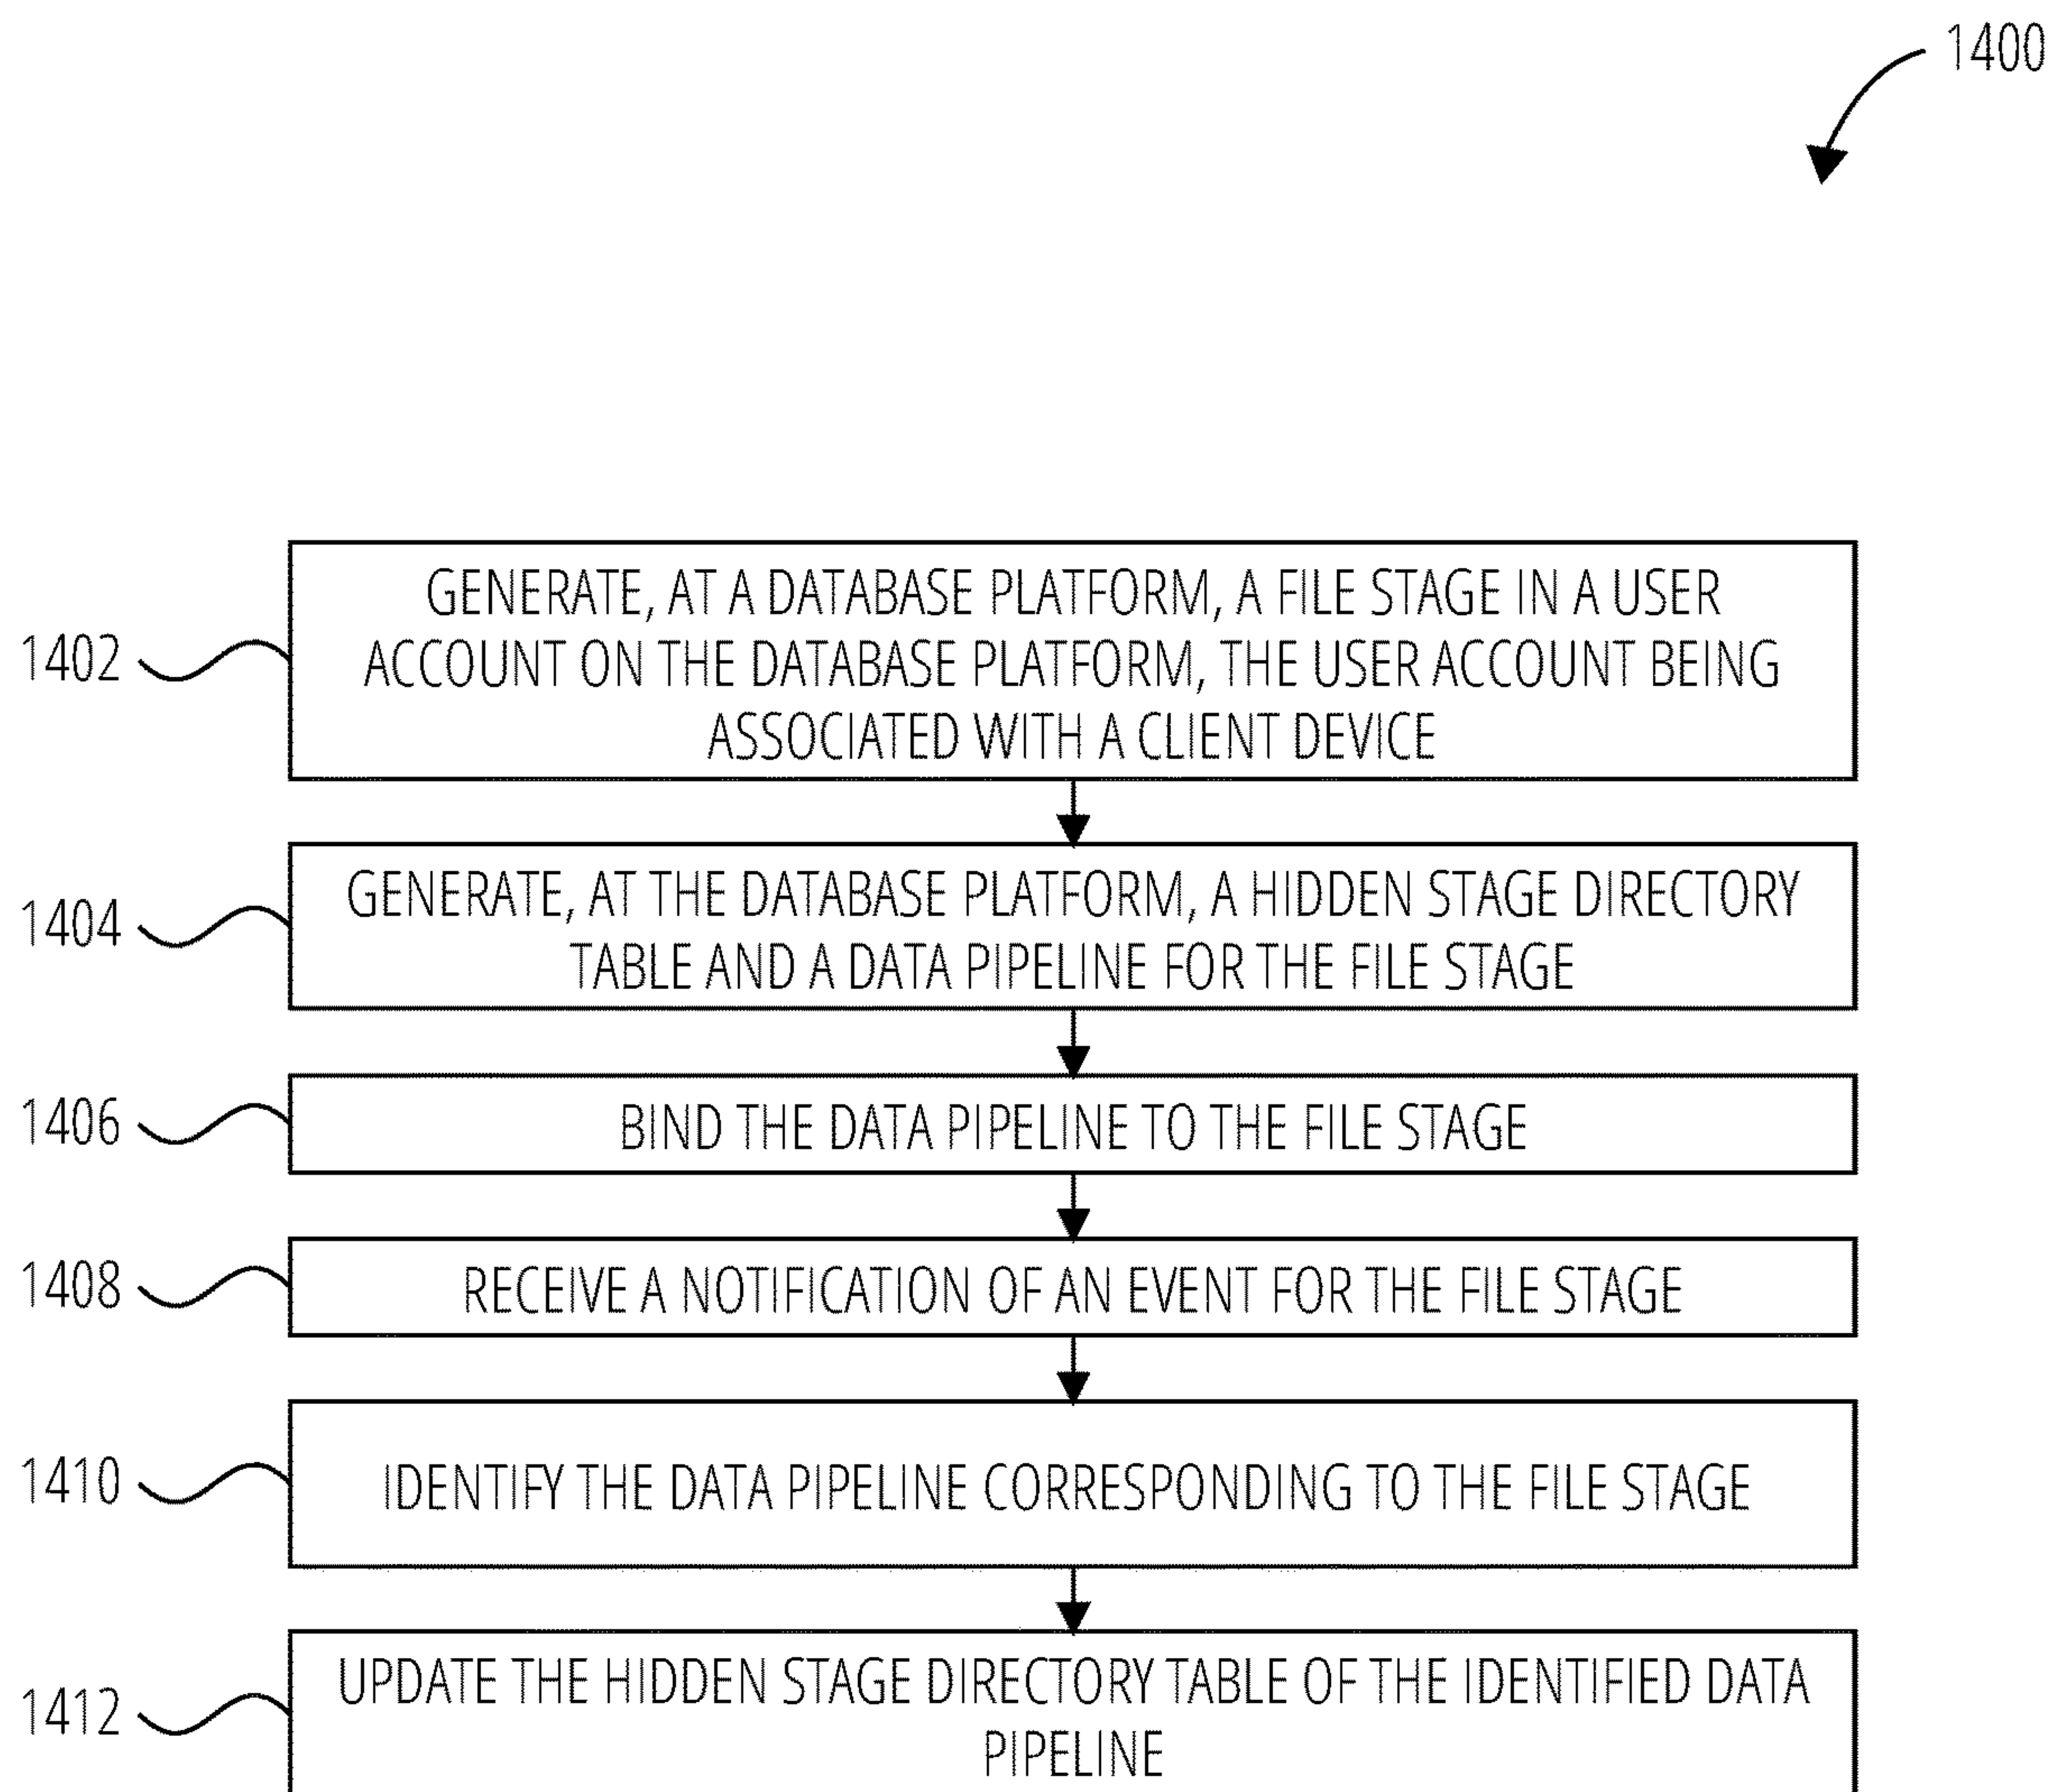 1400
1402
GENERATE, AT A DATABASE PLATFORM, A FILE STAGE IN A USER
ACCOUNT ON THE DATABASE PLATFORM, THE USER ACCOUNT BEING
ASSOCIATED WITH A CLIENT DEVICE
1404
GENERATE, AT THE DATABASE PLATFORM, A HIDDEN STAGE DIRECTORY
TABLE AND A DATA PIPELINE FOR THE FILE STAGE
1406
BIND THE DATA PIPELINE TO THE FILE STAGE
1408
RECEIVE A NOTIFICATION OF AN EVENT FOR THE FILE STAGE
1410
IDENTIFY THE DATA PIPELINE CORRESPONDING TO THE FILE STAGE
1412
UPDATE THE HIDDEN STAGE DIRECTORY TABLE OF THE IDENTIFIED DATA
PIPELINE